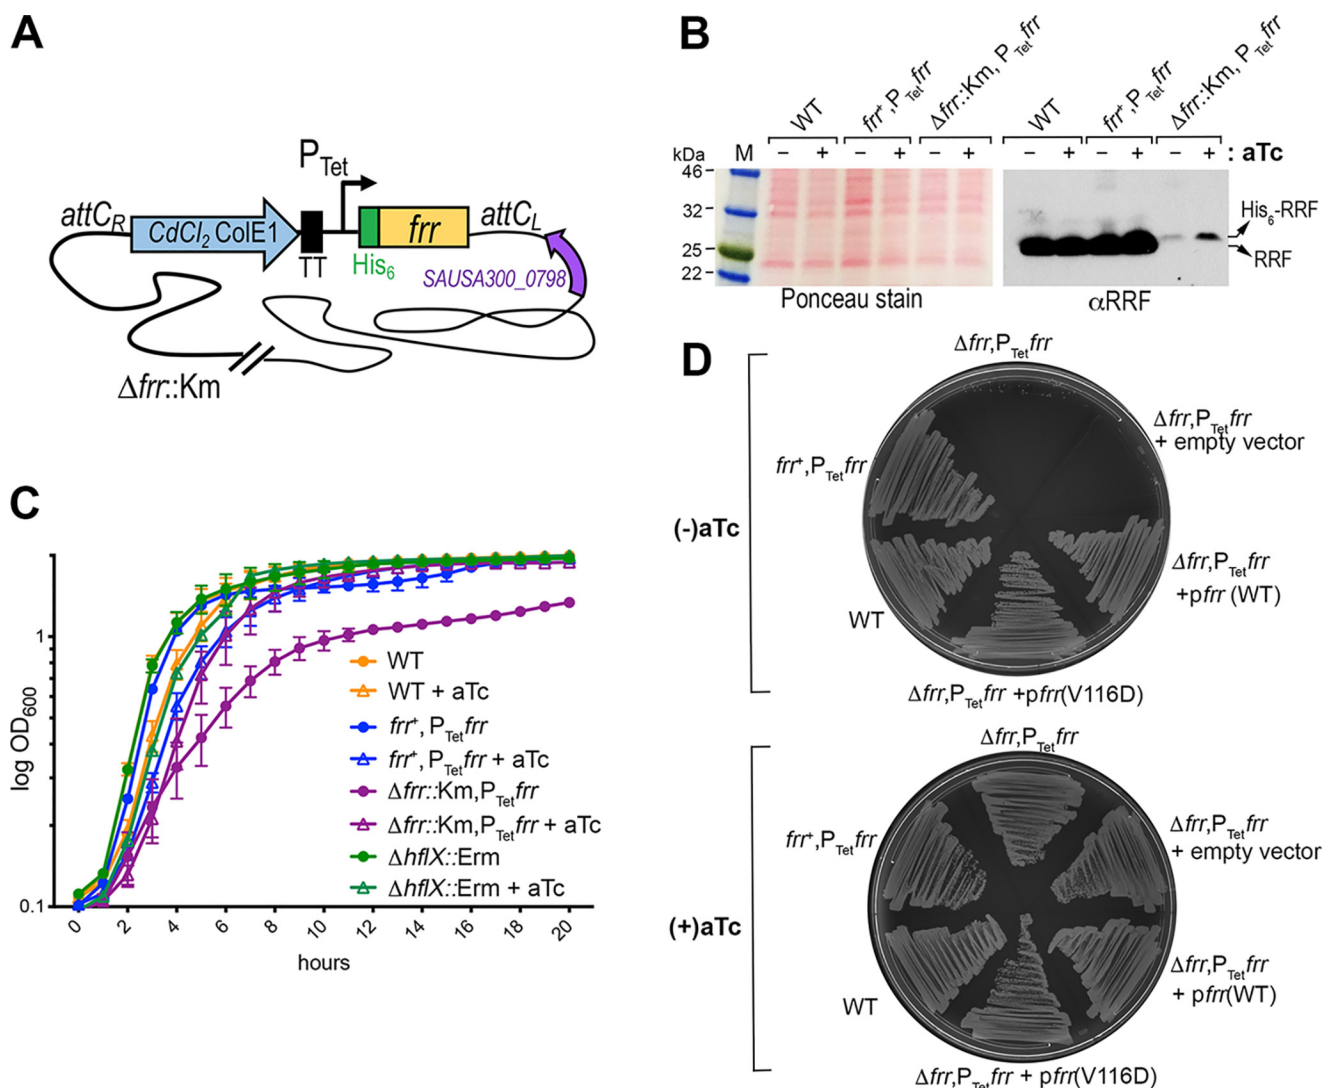 A
P_Tet
attC_R
CdCl₂ ColE1
frr
attC_L
TT
His₆
SAUSA300_0798
Δfrr::Km
B
WT
frr⁺,P_Tet frr
Δfrr::Km, P_Tet frr
WT
frr⁺,P_Tet frr
Δfrr::Km, P_Tet frr
kDa M − + − + − + − + − + − + : aTc
46
32
25
22
His₆-RRF
RRF
Ponceau stain
αRRF
C
log OD₆₀₀
1
0.1
0 2 4 6 8 10 12 14 16 18 20
hours
WT
WT + aTc
frr⁺, P_Tet frr
frr⁺, P_Tet frr + aTc
Δfrr::Km,P_Tet frr
Δfrr::Km,P_Tet frr + aTc
ΔhflX::Erm
ΔhflX::Erm + aTc
D
(-)aTc
Δfrr,P_Tet frr
Δfrr,P_Tet frr
+ empty vector
frr⁺,P_Tet frr
Δfrr,P_Tet frr
+pfrr (WT)
WT
Δfrr,P_Tet frr +pfrr(V116D)
(+)aTc
Δfrr,P_Tet frr
Δfrr,P_Tet frr
+ empty vector
frr⁺,P_Tet frr
Δfrr,P_Tet frr
+ pfrr(WT)
WT
Δfrr,P_Tet frr + pfrr(V116D)